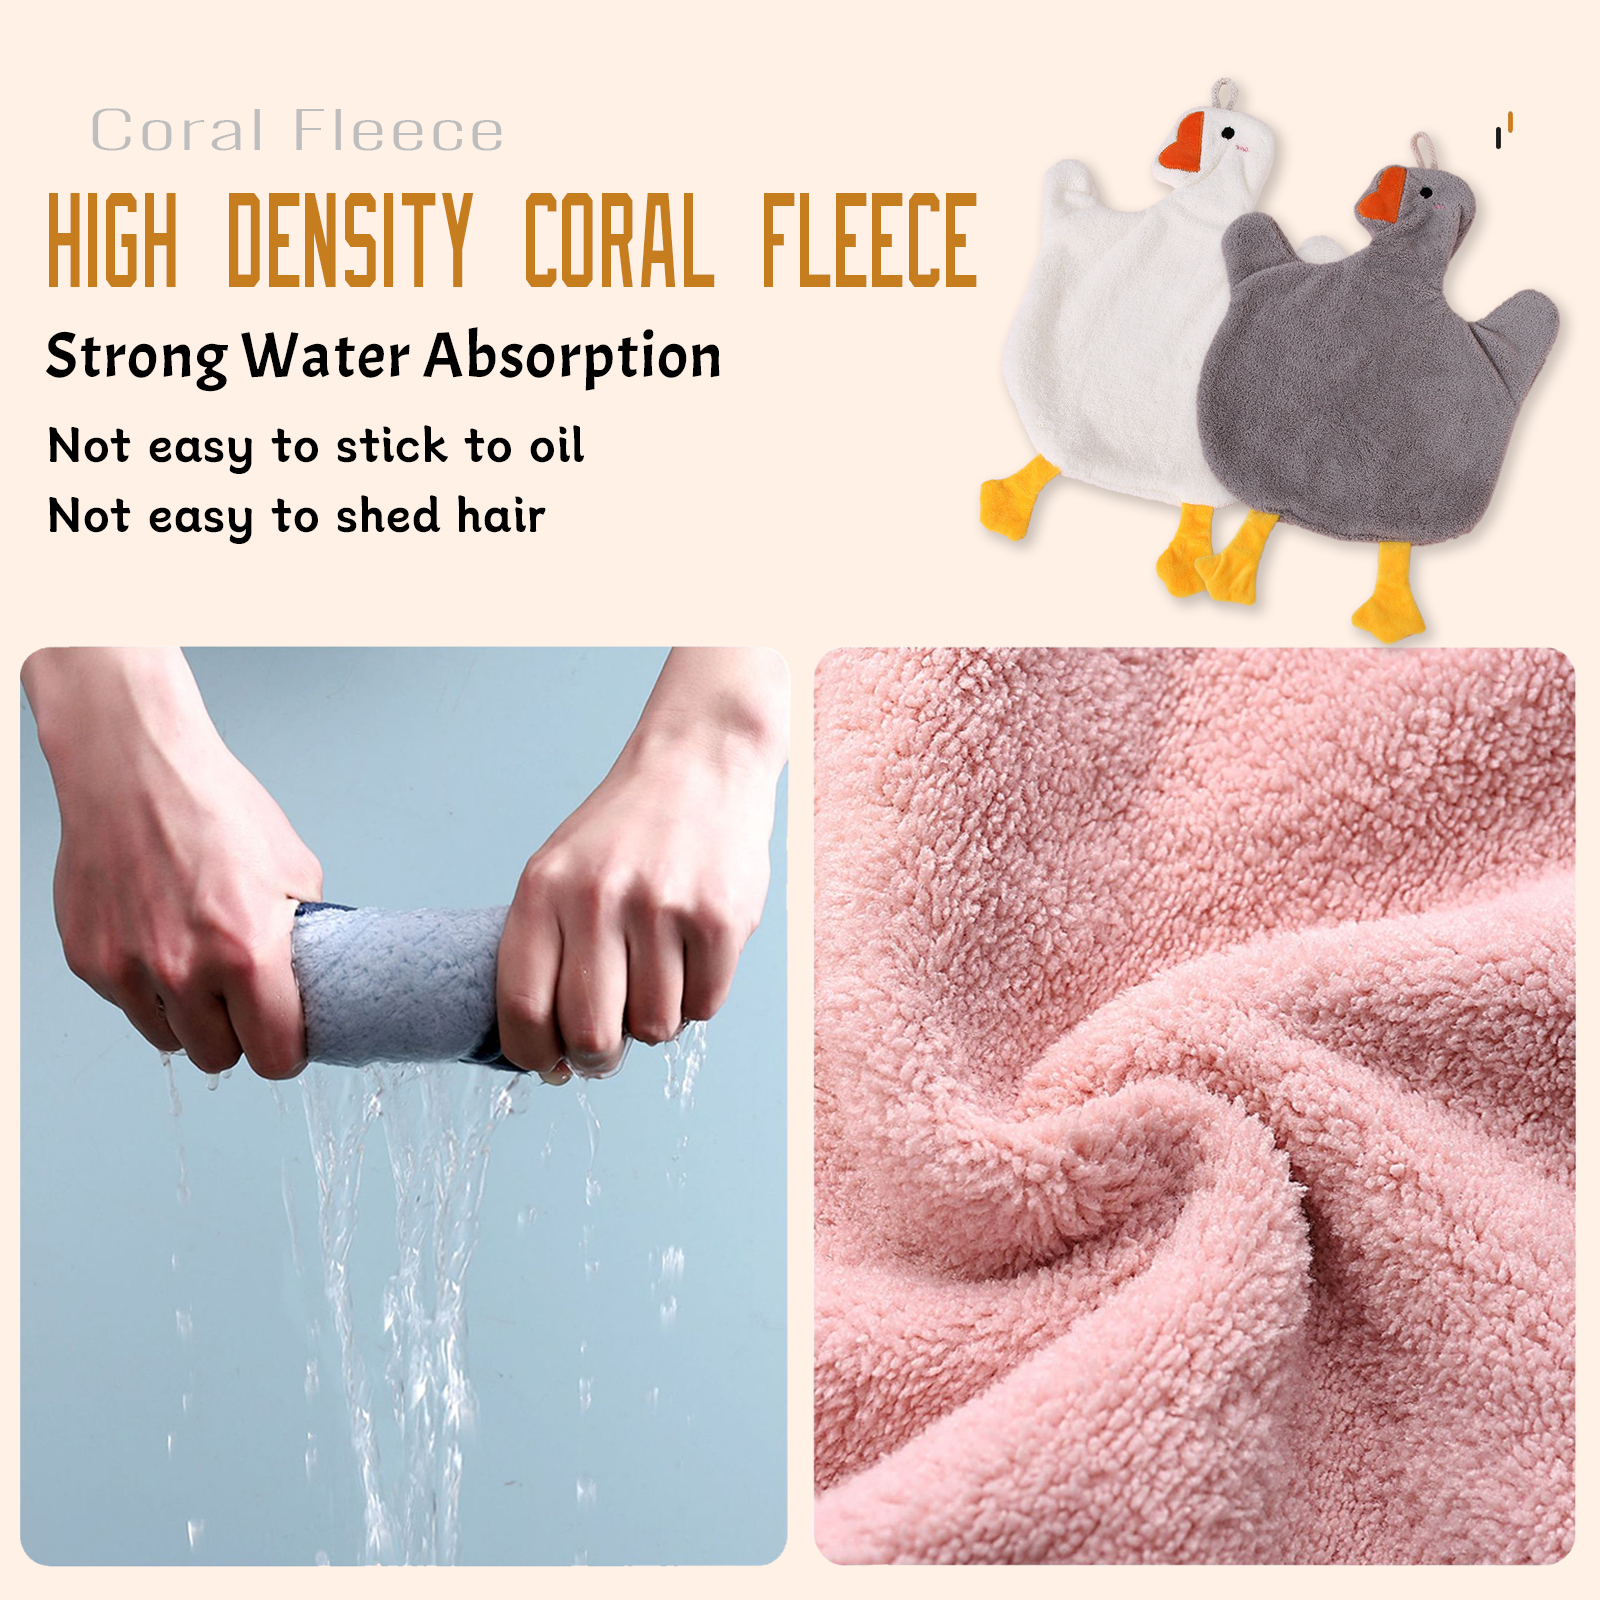 Coral Fleece
HIGH DENSITY CORAL FLEECE
Strong Water Absorption
Not easy to stick to oil
Not easy to shed hair